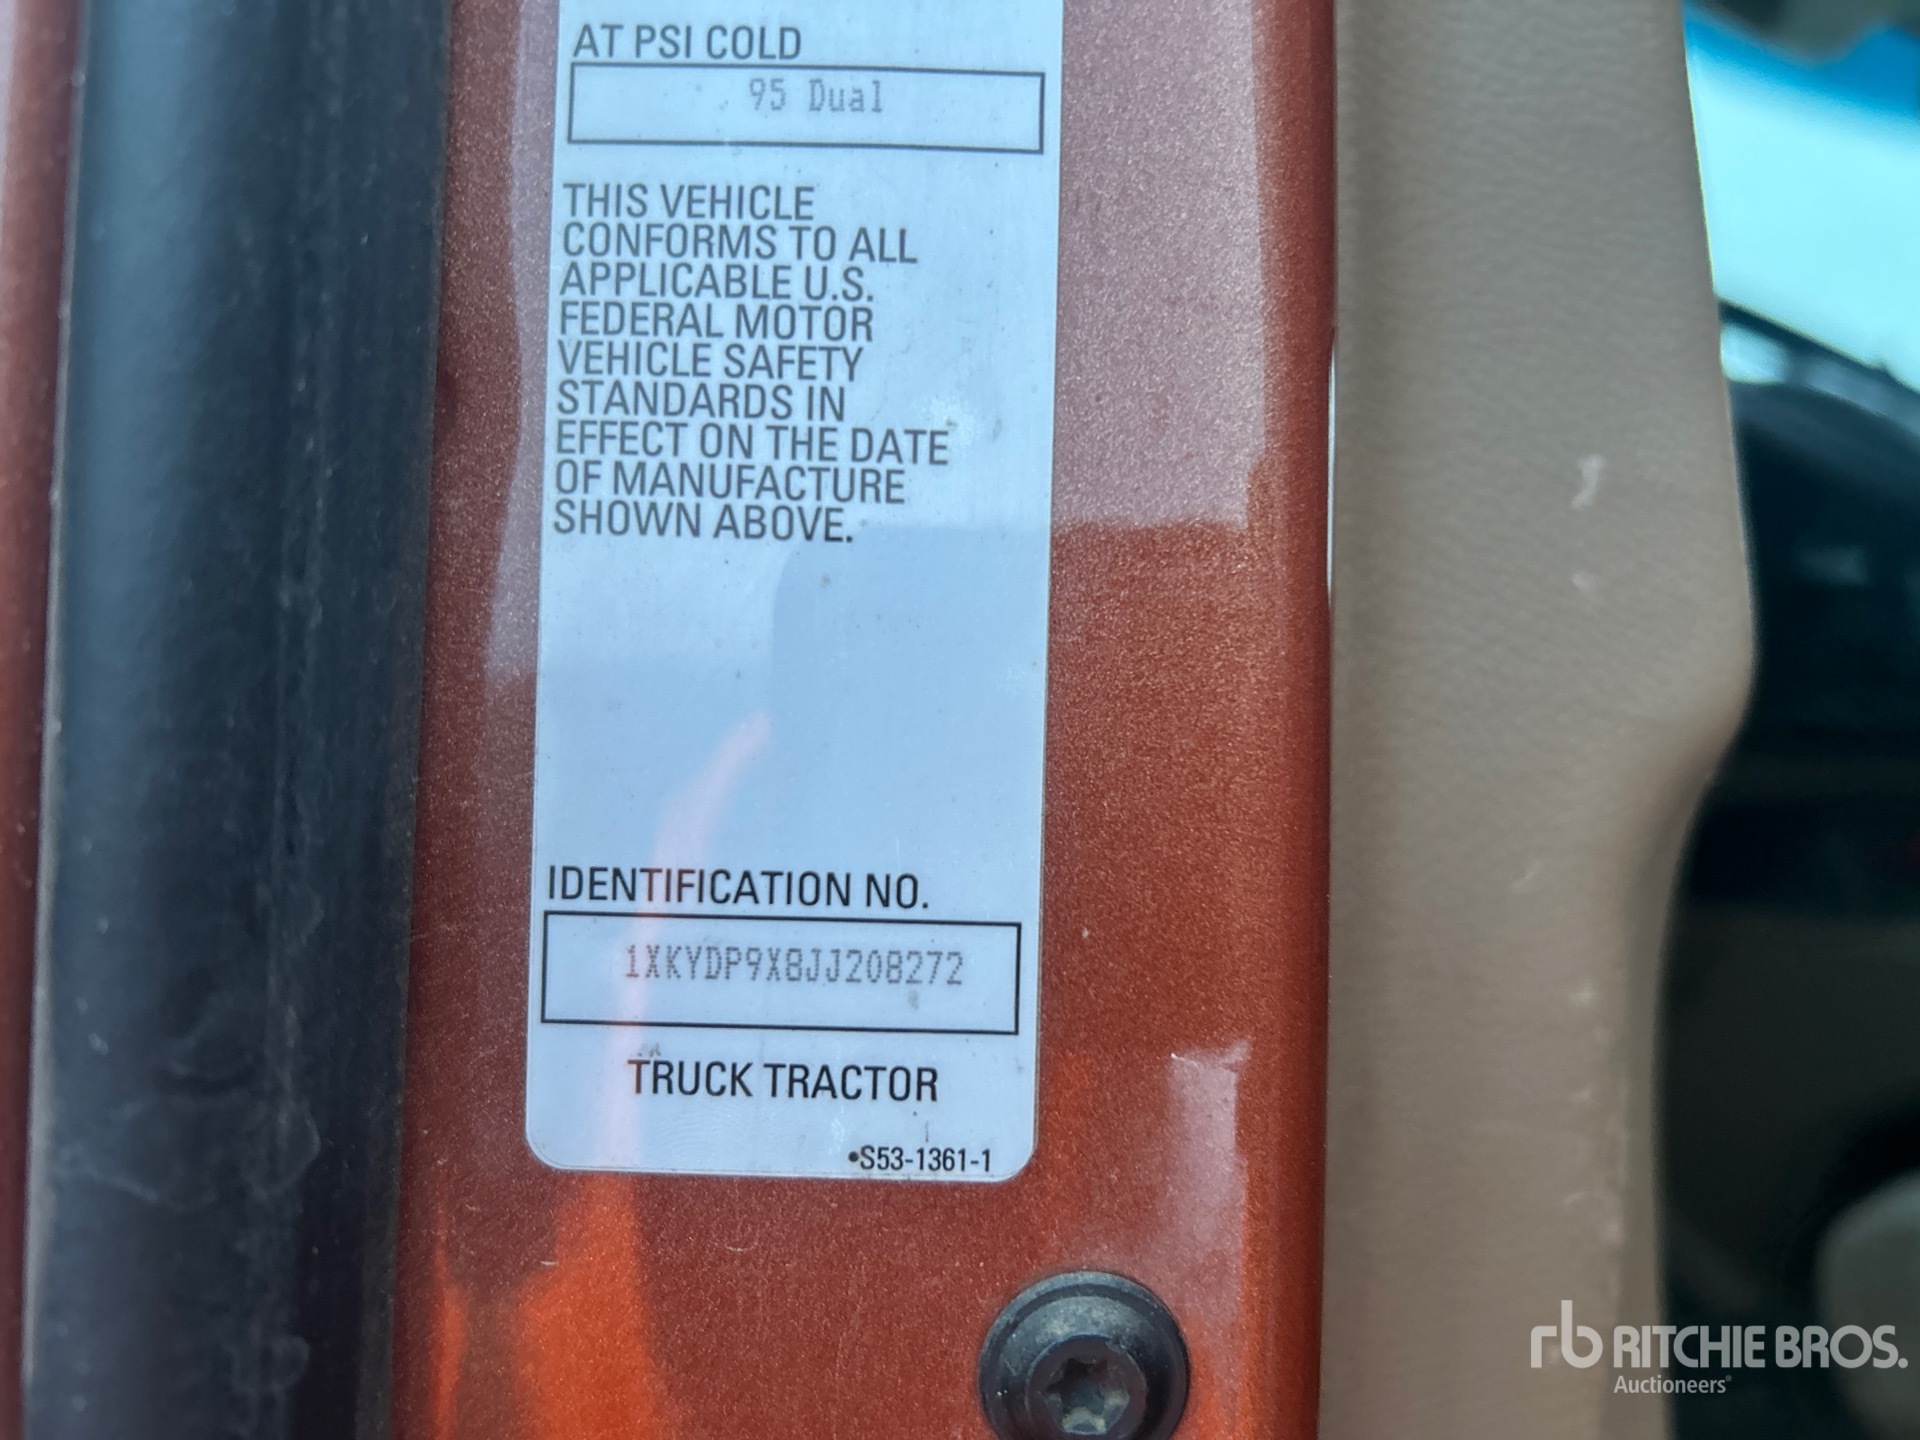 AT PSI COLD
95 Dual
THIS VEHICLE
CONFORMS TO ALL
APPLICABLE U.S.
FEDERAL MOTOR
VEHICLE SAFETY
STANDARDS IN
EFFECT ON THE DATE
OF MANUFACTURE
SHOWN ABOVE.
IDENTIFICATION NO.
1XKYDP9X8JJ208272
TRUCK TRACTOR
•S53-1361-1
rb RITCHIE BROS.
Auctioneers®